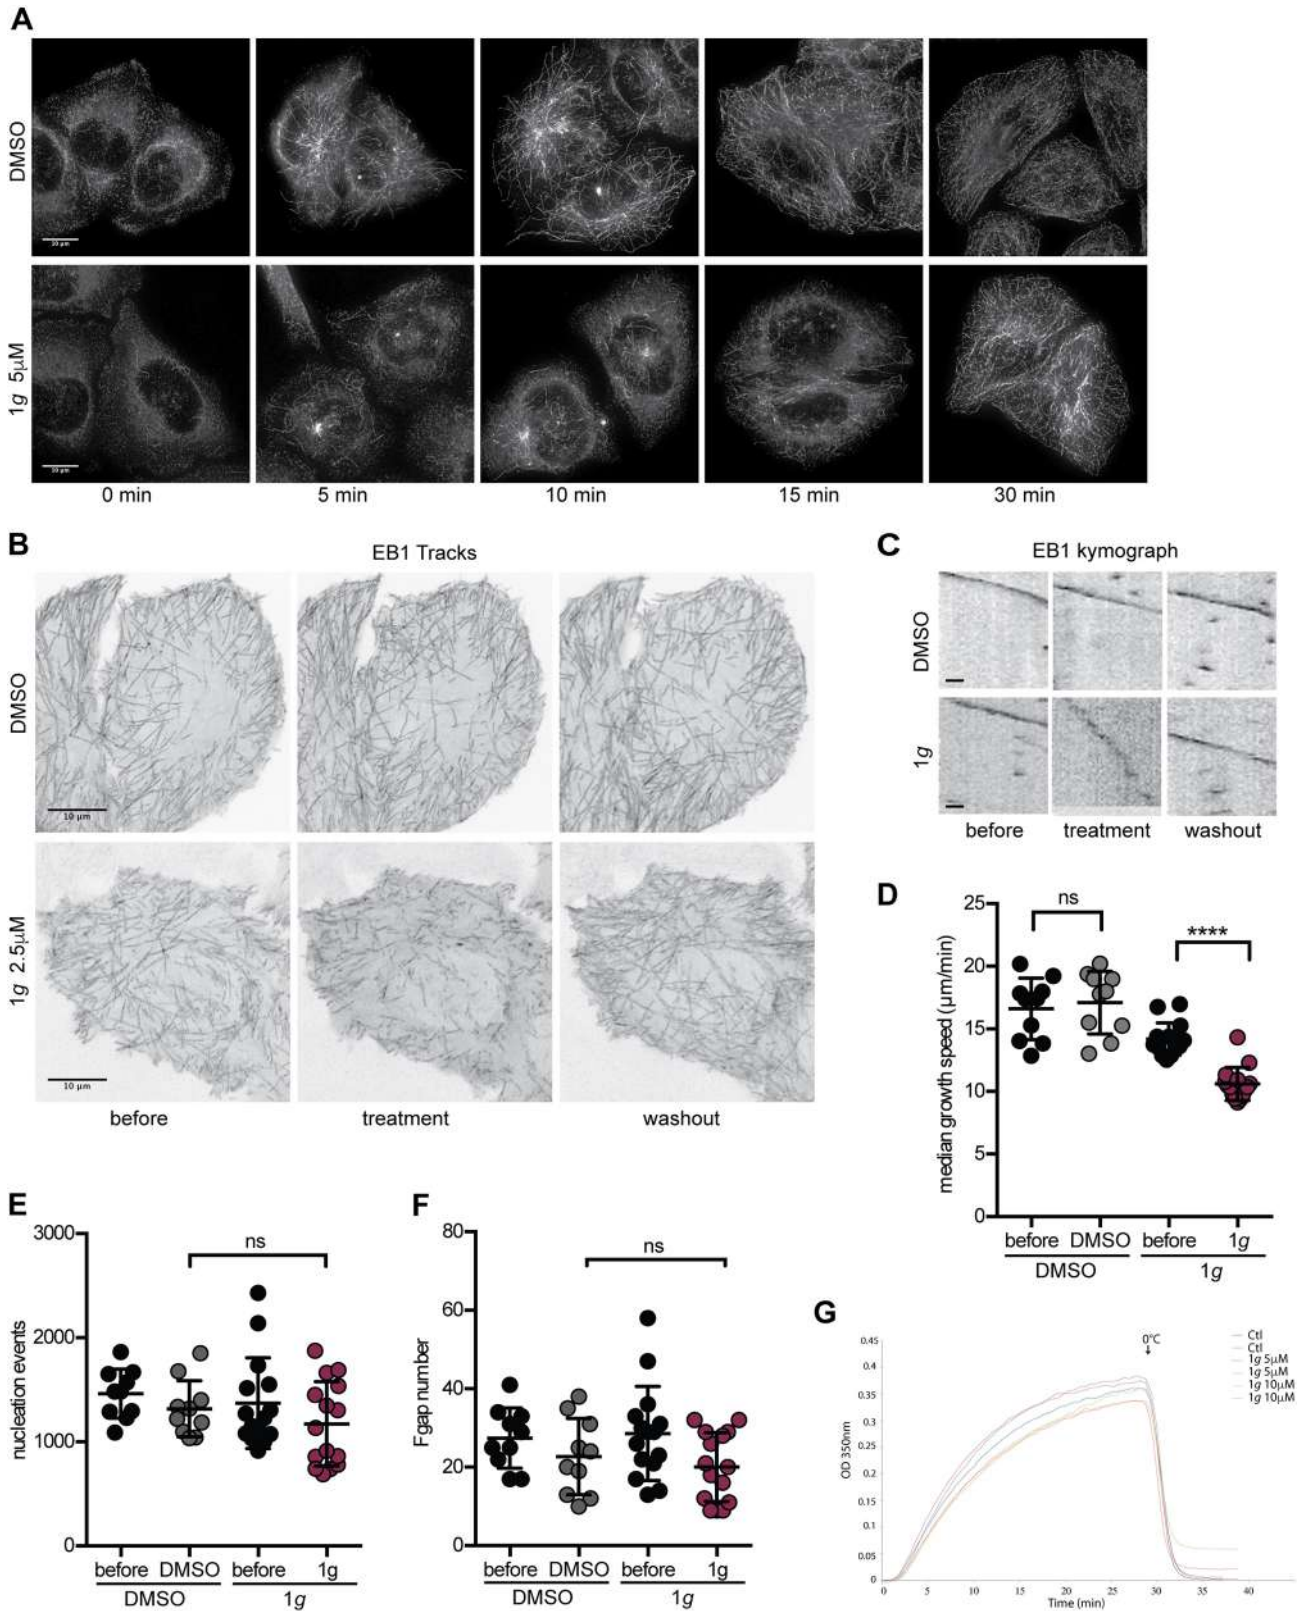 A
DMSO
10 µm
1g 5µM
10 µm
0 min 5 min 10 min 15 min 30 min
B
EB1 Tracks
DMSO
10 µm
1g 2.5µM
10 µm
before treatment washout
C
EB1 kymograph
DMSO
1g
before treatment washout
D
median growth speed (µm/min)
25
20
15
10
5
0
ns
****
before DMSO before 1g
DMSO 1g
E
nucleation events
3000
2000
1000
0
ns
before DMSO before 1g
DMSO 1g
F
Fgap number
80
60
40
20
0
ns
before DMSO before 1g
DMSO 1g
G
OD 350nm
0.45
0.4
0.35
0.3
0.25
0.2
0.15
0.1
0.05
0
0°C
Ctl
Ctl
1g 5µM
1g 5µM
1g 10µM
1g 10µM
0 5 10 15 20 25 30 35 40
Time (min)